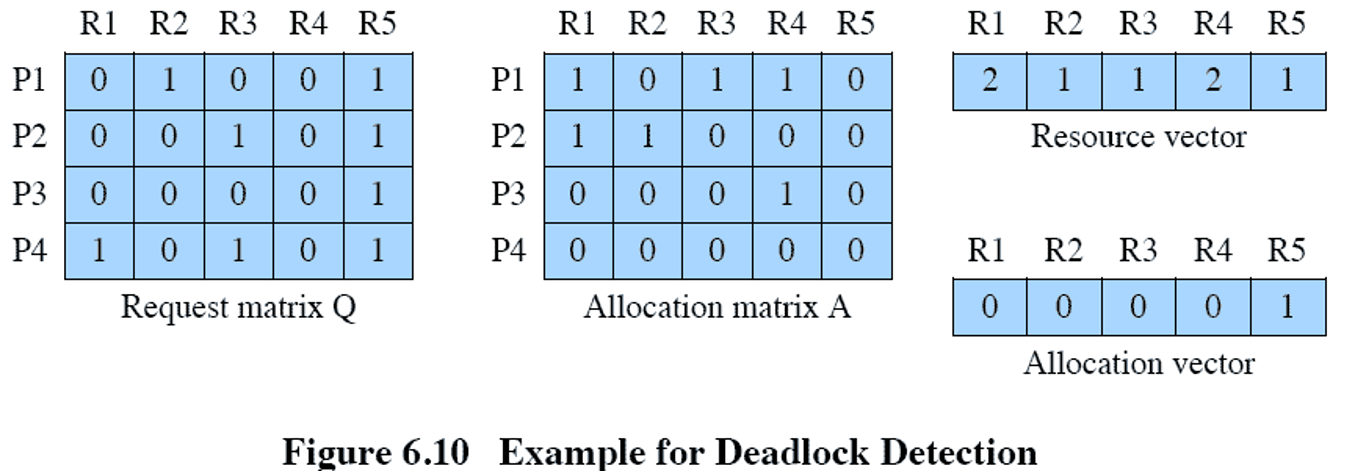 R1 R2 R3 R4 R5 R1 R2 R3 R4 R5 R1 R2 R3 R4 R5
P1 0 1 0 0 1 P1 1 0 1 1 0 2 1 1 2 1
P2 0 0 1 0 1 P2 1 1 0 0 0 Resource vector
P3 0 0 0 0 1 P3 0 0 0 1 0
P4 1 0 1 0 1 P4 0 0 0 0 0 R1 R2 R3 R4 R5
Request matrix Q Allocation matrix A 0 0 0 0 1
Allocation vector
Figure 6.10 Example for Deadlock Detection